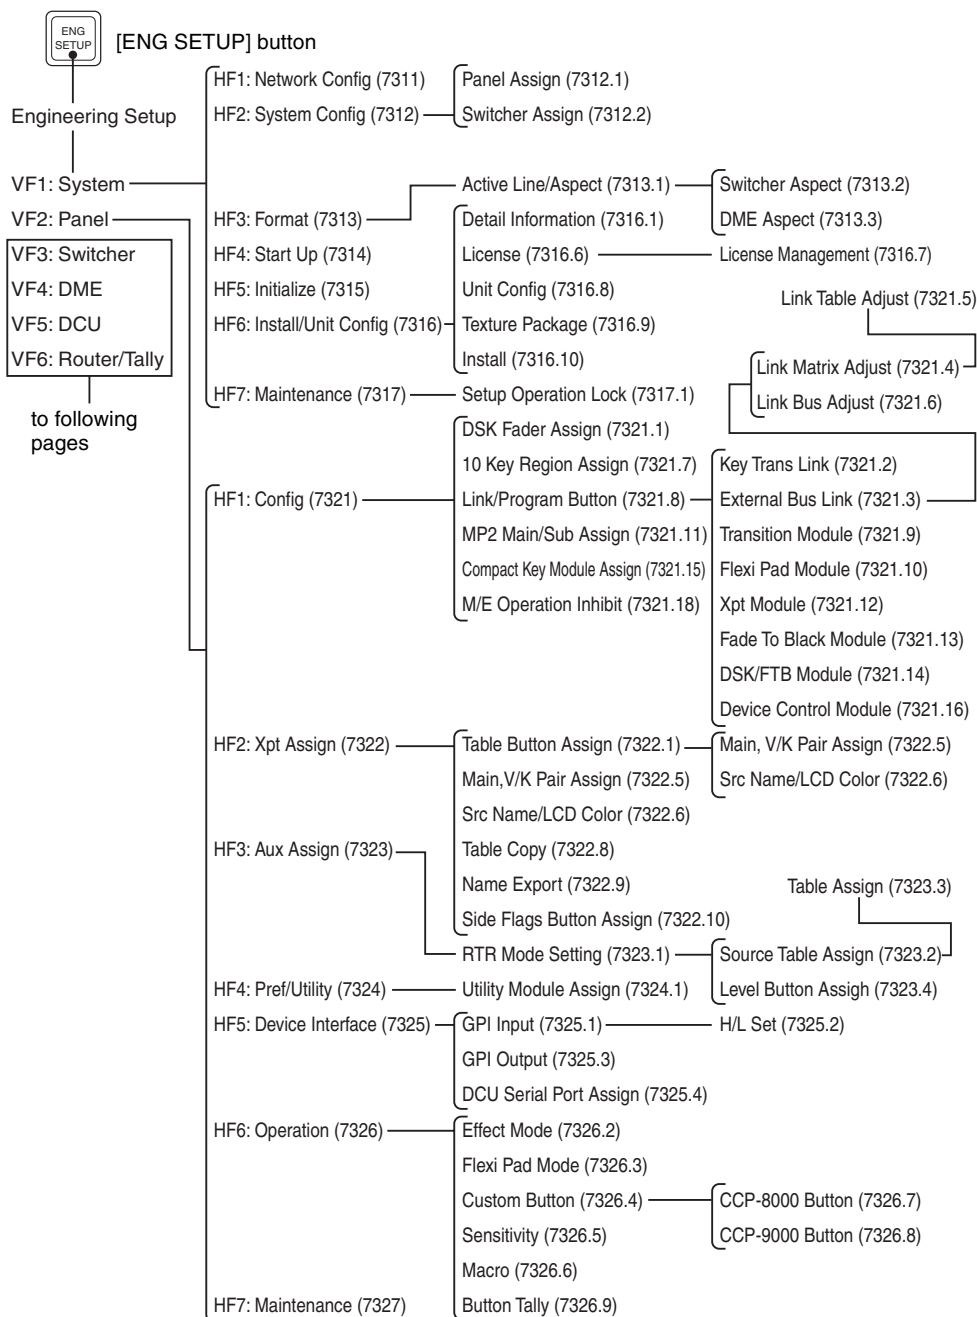 ENG
SETUP
[ENG SETUP] button
Engineering Setup
VF1: System
VF2: Panel
VF3: Switcher
VF4: DME
VF5: DCU
VF6: Router/Tally
to following
pages
HF1: Network Config (7311)
HF2: System Config (7312)
Panel Assign (7312.1)
Switcher Assign (7312.2)
HF3: Format (7313)
Active Line/Aspect (7313.1)
Switcher Aspect (7313.2)
DME Aspect (7313.3)
HF4: Start Up (7314)
HF5: Initialize (7315)
HF6: Install/Unit Config (7316)
Detail Information (7316.1)
License (7316.6)
License Management (7316.7)
Unit Config (7316.8)
Texture Package (7316.9)
Install (7316.10)
HF7: Maintenance (7317)
Setup Operation Lock (7317.1)
HF1: Config (7321)
DSK Fader Assign (7321.1)
10 Key Region Assign (7321.7)
Link/Program Button (7321.8)
MP2 Main/Sub Assign (7321.11)
Compact Key Module Assign (7321.15)
M/E Operation Inhibit (7321.18)
Key Trans Link (7321.2)
External Bus Link (7321.3)
Transition Module (7321.9)
Flexi Pad Module (7321.10)
Xpt Module (7321.12)
Fade To Black Module (7321.13)
DSK/FTB Module (7321.14)
Device Control Module (7321.16)
Link Table Adjust (7321.5)
Link Matrix Adjust (7321.4)
Link Bus Adjust (7321.6)
HF2: Xpt Assign (7322)
Table Button Assign (7322.1)
Main,V/K Pair Assign (7322.5)
Src Name/LCD Color (7322.6)
Table Copy (7322.8)
Name Export (7322.9)
Side Flags Button Assign (7322.10)
Main, V/K Pair Assign (7322.5)
Src Name/LCD Color (7322.6)
HF3: Aux Assign (7323)
RTR Mode Setting (7323.1)
Table Assign (7323.3)
Source Table Assign (7323.2)
Level Button Assigh (7323.4)
HF4: Pref/Utility (7324)
Utility Module Assign (7324.1)
HF5: Device Interface (7325)
GPI Input (7325.1)
H/L Set (7325.2)
GPI Output (7325.3)
DCU Serial Port Assign (7325.4)
HF6: Operation (7326)
Effect Mode (7326.2)
Flexi Pad Mode (7326.3)
Custom Button (7326.4)
CCP-8000 Button (7326.7)
CCP-9000 Button (7326.8)
Sensitivity (7326.5)
Macro (7326.6)
Button Tally (7326.9)
HF7: Maintenance (7327)